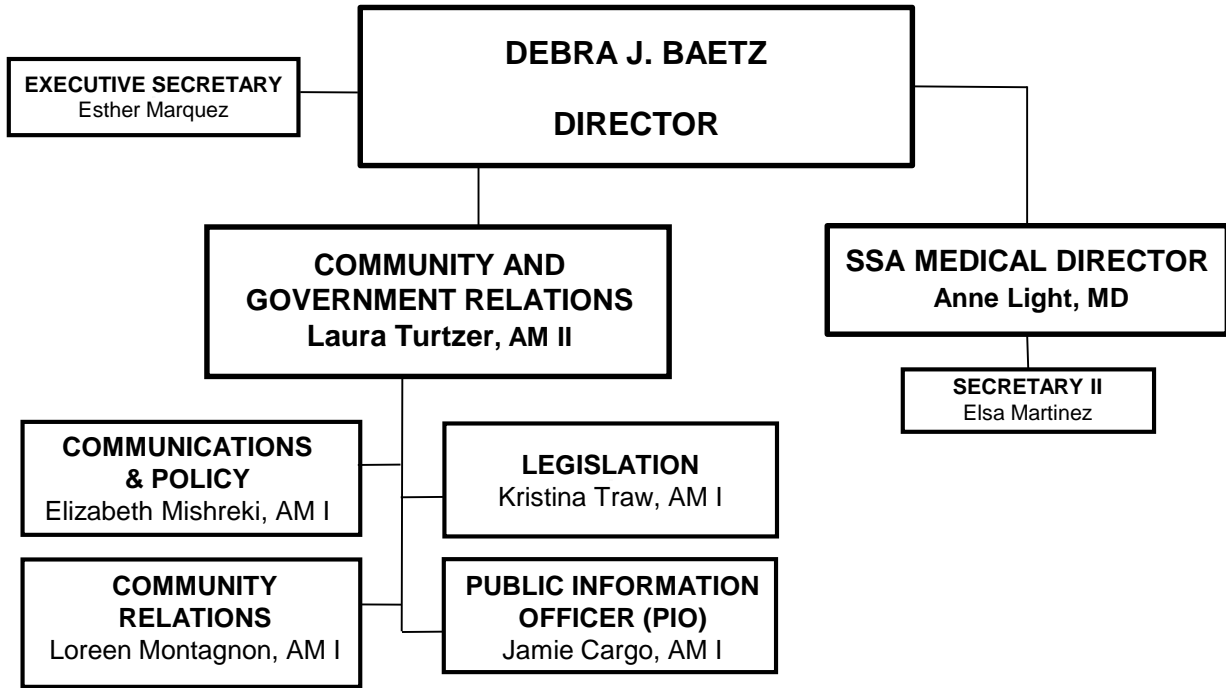 DEBRA J. BAETZ
DIRECTOR
EXECUTIVE SECRETARY
Esther Marquez
COMMUNITY AND
GOVERNMENT RELATIONS
Laura Turtzer, AM II
SSA MEDICAL DIRECTOR
Anne Light, MD
SECRETARY II
Elsa Martinez
COMMUNICATIONS
& POLICY
Elizabeth Mishreki, AM I
LEGISLATION
Kristina Traw, AM I
COMMUNITY
RELATIONS
Loreen Montagnon, AM I
PUBLIC INFORMATION
OFFICER (PIO)
Jamie Cargo, AM I